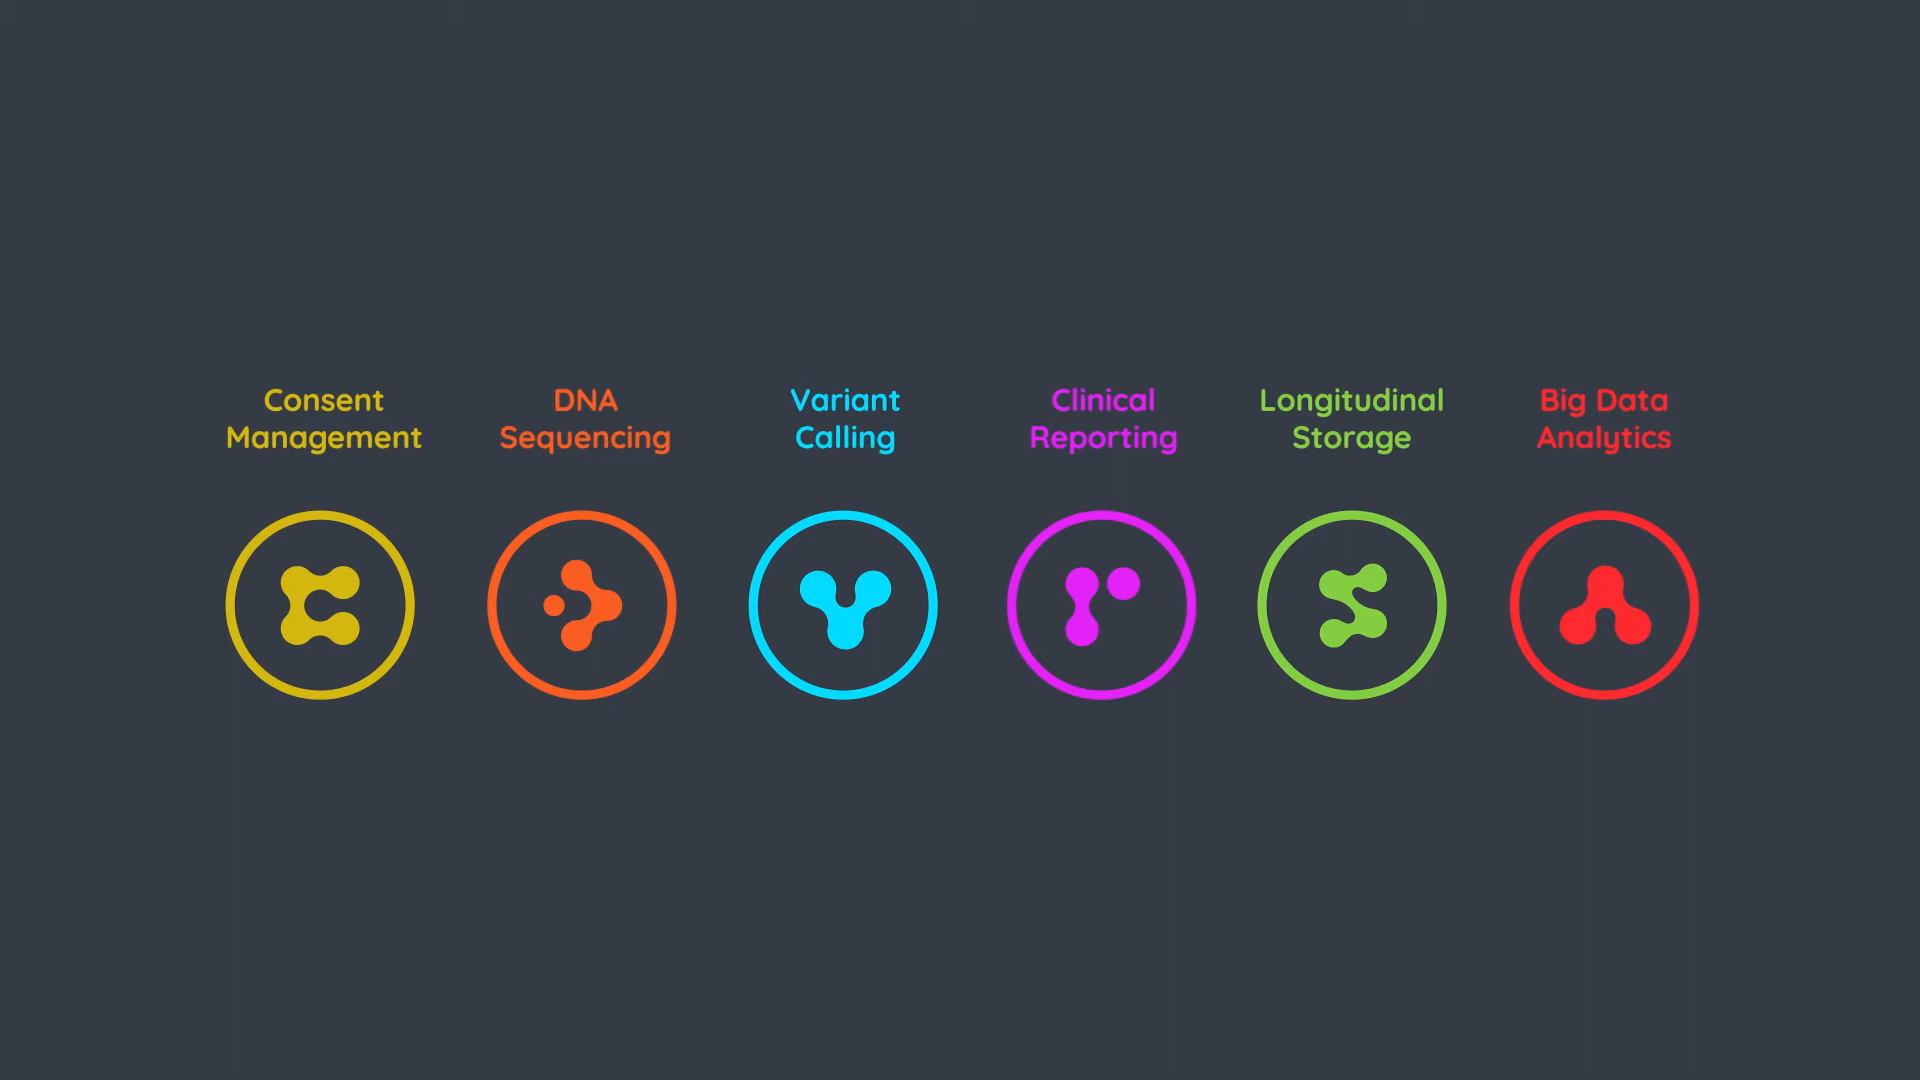 Consent
Management
DNA
Sequencing
Variant
Calling
Clinical
Reporting
Longitudinal
Storage
Big Data
Analytics